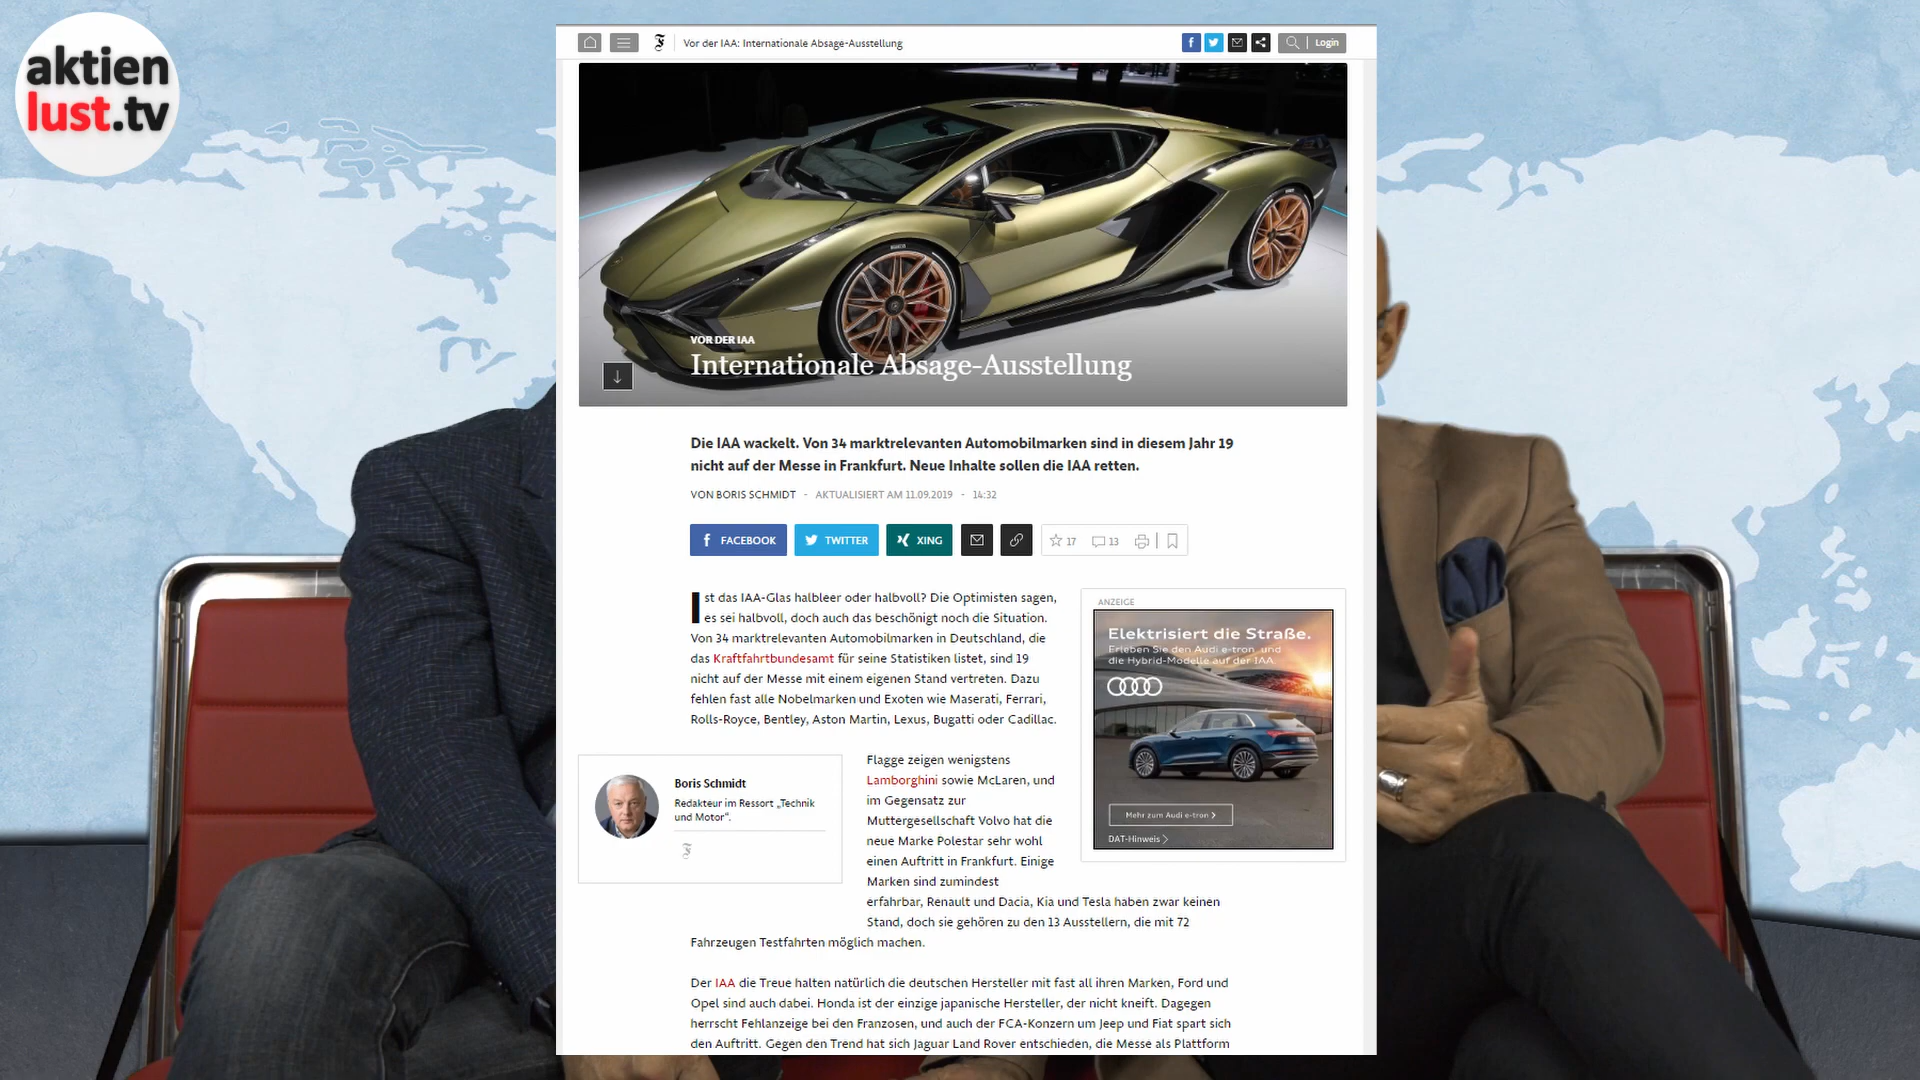 aktien
lust.tv
Vor der IAA: Internationale Absage-Ausstellung
Login
VOR DER IAA
Internationale Absage-Ausstellung
Die IAA wackelt. Von 34 marktrelevanten Automobilmarken sind in diesem Jahr 19
nicht auf der Messe in Frankfurt. Neue Inhalte sollen die IAA retten.
VON BORIS SCHMIDT - AKTUALISIERT AM 11.09.2019 - 14:32
FACEBOOK TWITTER XING 17 13
Ist das IAA-Glas halbleer oder halbvoll? Die Optimisten sagen,
es sei halbvoll, doch auch das beschönigt noch die Situation.
Von 34 marktrelevanten Automobilmarken in Deutschland, die
das Kraftfahrtbundesamt für seine Statistiken listet, sind 19
nicht auf der Messe mit einem eigenen Stand vertreten. Dazu
fehlen fast alle Nobelmarken und Exoten wie Maserati, Ferrari,
Rolls-Royce, Bentley, Aston Martin, Lexus, Bugatti oder Cadillac.
ANZEIGE
Elektrisiert die Straße.
Erleben Sie den Audi e-tron und
die Hybrid-Modelle auf der IAA.
Mehr zum Audi e-tron >
DAT-Hinweis >
Boris Schmidt
Redakteur im Ressort „Technik
und Motor“.
Flagge zeigen wenigstens
Lamborghini sowie McLaren, und
im Gegensatz zur
Muttergesellschaft Volvo hat die
neue Marke Polestar sehr wohl
einen Auftritt in Frankfurt. Einige
Marken sind zumindest
erfahrbar, Renault und Dacia, Kia und Tesla haben zwar keinen
Stand, doch sie gehören zu den 13 Ausstellern, die mit 72
Fahrzeugen Testfahrten möglich machen.
Der IAA die Treue halten natürlich die deutschen Hersteller mit fast all ihren Marken, Ford und
Opel sind auch dabei. Honda ist der einzige japanische Hersteller, der nicht kneift. Dagegen
herrscht Fehlanzeige bei den Franzosen, und auch der FCA-Konzern um Jeep und Fiat spart sich
den Auftritt. Gegen den Trend hat sich Jaguar Land Rover entschieden, die Messe als Plattform